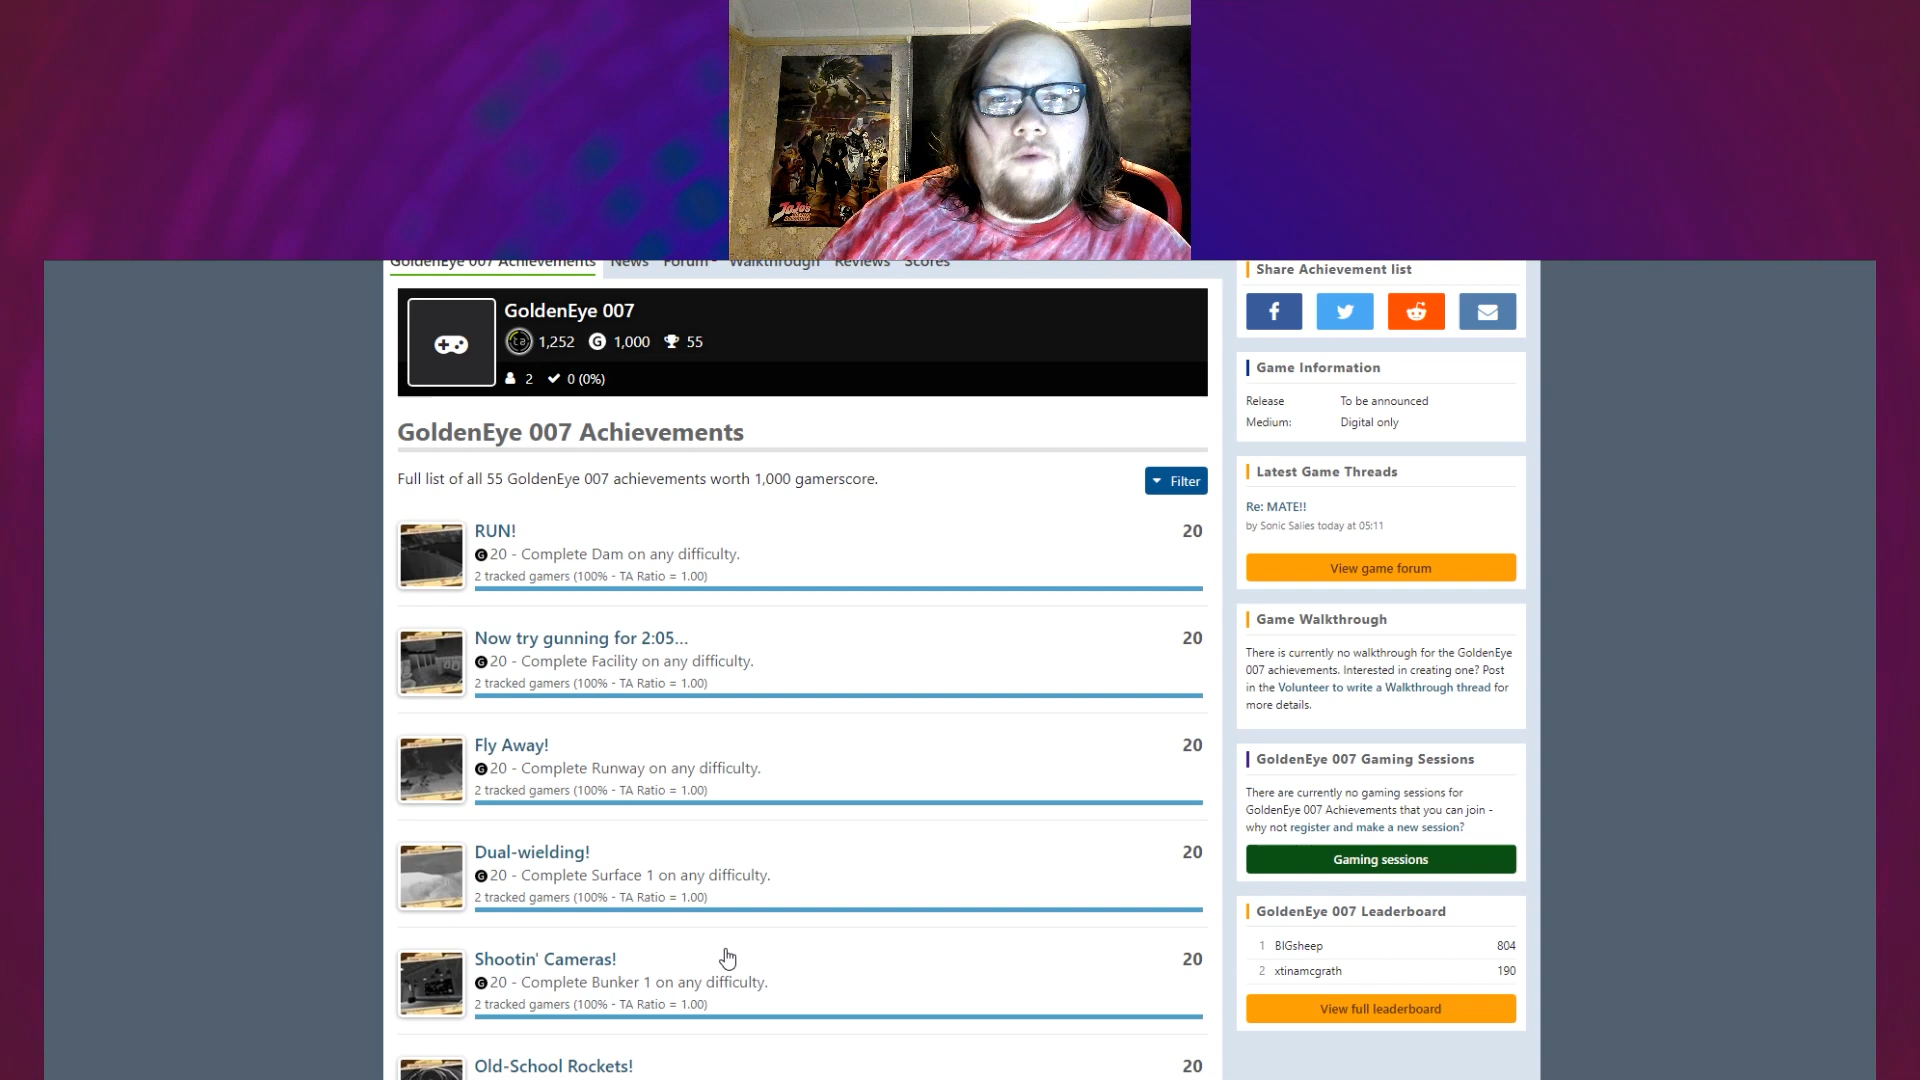 JoJo's
GoldenEye 007 Achievements News Forum Walkthrough Reviews Scores
GoldenEye 007
1,252 G 1,000 55
2 0 (0%)
GoldenEye 007 Achievements
Full list of all 55 GoldenEye 007 achievements worth 1,000 gamerscore.
Filter
RUN! 20
G 20 - Complete Dam on any difficulty.
2 tracked gamers (100% - TA Ratio = 1.00)
Now try gunning for 2:05... 20
G 20 - Complete Facility on any difficulty.
2 tracked gamers (100% - TA Ratio = 1.00)
Fly Away! 20
G 20 - Complete Runway on any difficulty.
2 tracked gamers (100% - TA Ratio = 1.00)
Dual-wielding! 20
G 20 - Complete Surface 1 on any difficulty.
2 tracked gamers (100% - TA Ratio = 1.00)
Shootin' Cameras! 20
G 20 - Complete Bunker 1 on any difficulty.
2 tracked gamers (100% - TA Ratio = 1.00)
Old-School Rockets! 20
Share Achievement list
Game Information
Release To be announced
Medium: Digital only
Latest Game Threads
Re: MATE!!
by Sonic Salies today at 05:11
View game forum
Game Walkthrough
There is currently no walkthrough for the GoldenEye
007 achievements. Interested in creating one? Post
in the Volunteer to write a Walkthrough thread for
more details.
GoldenEye 007 Gaming Sessions
There are currently no gaming sessions for
GoldenEye 007 Achievements that you can join -
why not register and make a new session?
Gaming sessions
GoldenEye 007 Leaderboard
1 BIGsheep 804
2 xtinamcgrath 190
View full leaderboard